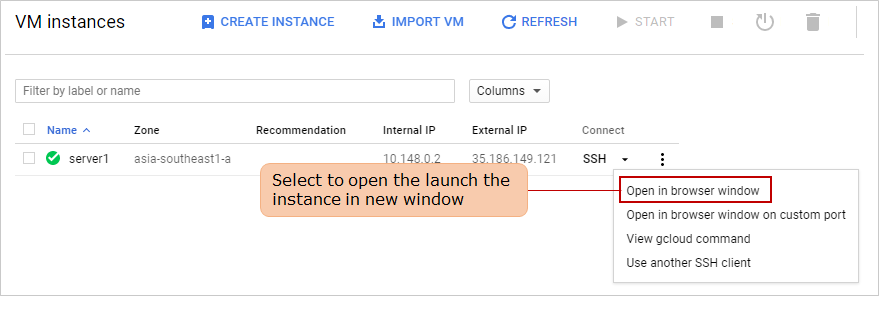 VM instances CREATE INSTANCE IMPORT VM REFRESH START
Filter by label or name Columns
Name Zone Recommendation Internal IP External IP Connect
server1 asia-southeast1-a 10.148.0.2 35.186.149.121 SSH
Select to open the launch the
instance in new window
Open in browser window
Open in browser window on custom port
View gcloud command
Use another SSH client